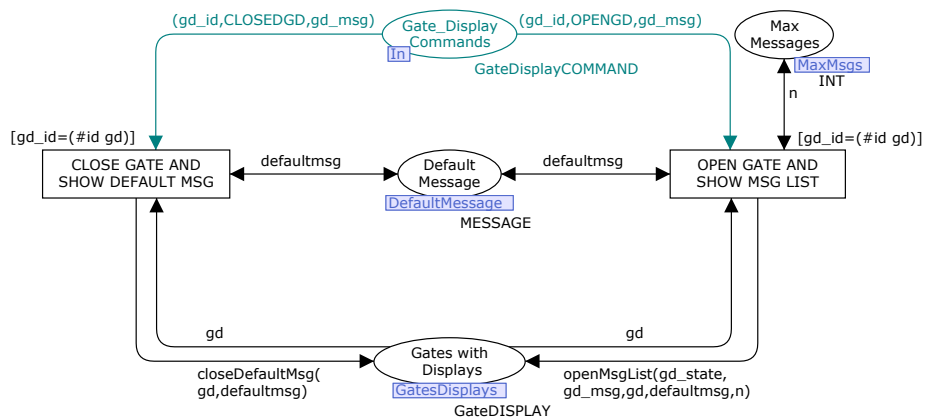 (gd_id,CLOSEDGD,gd_msg)
Gate_Display
Commands
In
(gd_id,OPENGD,gd_msg)
GateDisplayCOMMAND
Max
Messages
MaxMsgs
INT
n
[gd_id=(#id gd)]
[gd_id=(#id gd)]
CLOSE GATE AND
SHOW DEFAULT MSG
defaultmsg
Default
Message
DefaultMessage
MESSAGE
defaultmsg
OPEN GATE AND
SHOW MSG LIST
gd
gd
Gates with
Displays
GatesDisplays
GateDISPLAY
closeDefaultMsg(
gd,defaultmsg)
openMsgList(gd_state,
gd_msg,gd,defaultmsg,n)